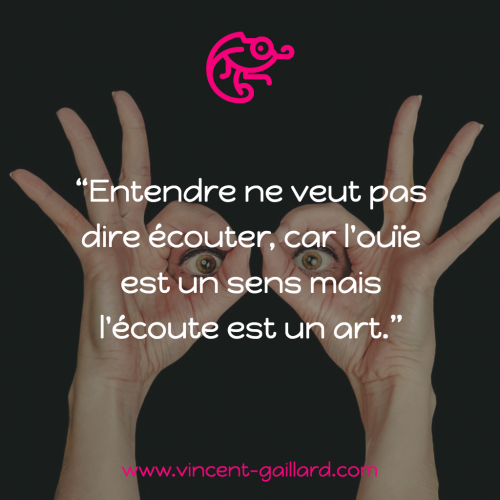 “Entendre ne veut pas
dire écouter, car l'ouïe
est un sens mais
l'écoute est un art.”
www.vincent-gaillard.com